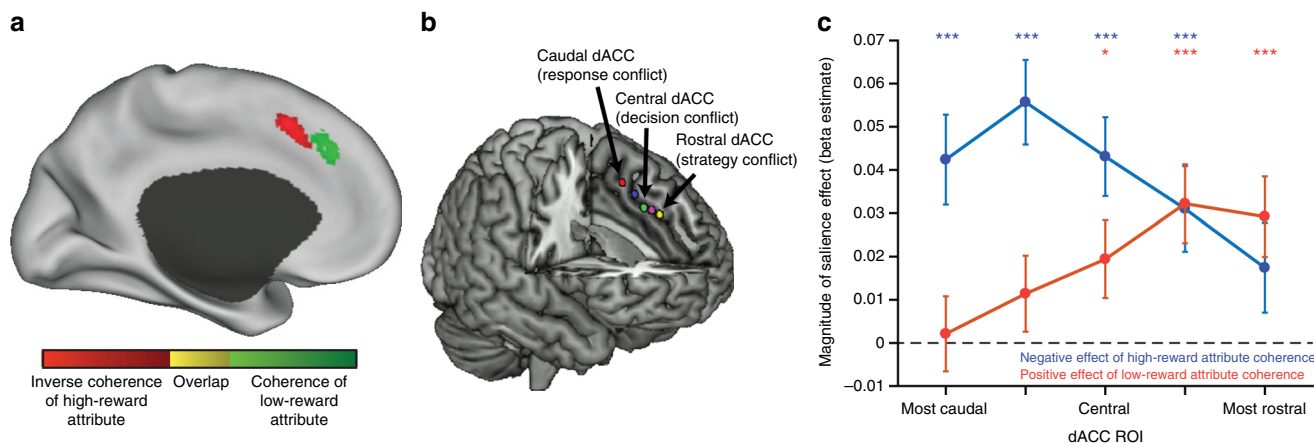 a
Inverse coherence
of high-reward
attribute
Overlap
Coherence of
low-reward
attribute
b
Caudal dACC
(response conflict)
Central dACC
(decision conflict)
Rostral dACC
(strategy conflict)
c
Magnitude of salience effect (beta estimate)
0.07
0.06
0.05
0.04
0.03
0.02
0.01
0
–0.01
*** *** *** ***
* *** ***
Negative effect of high-reward attribute coherence
Positive effect of low-reward attribute coherence
Most caudal
Central
Most rostral
dACC ROI